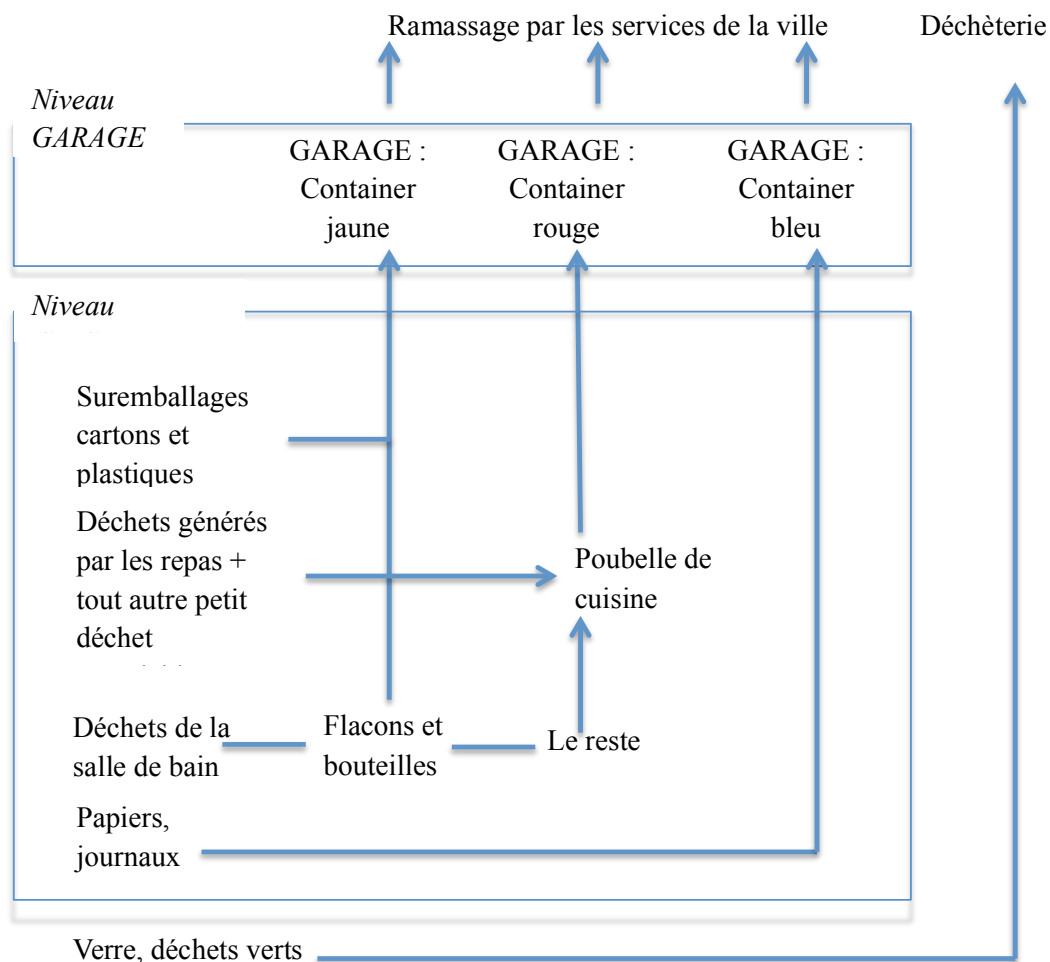 Ramassage par les services de la ville
Déchèterie
Niveau
GARAGE
GARAGE :
Container
jaune
GARAGE :
Container
rouge
GARAGE :
Container
bleu
Niveau
Suremballages
cartons et
plastiques
Déchets générés
par les repas +
tout autre petit
déchet
Poubelle de
cuisine
Déchets de la
salle de bain
Flacons et
bouteilles
Le reste
Papiers,
journaux
Verre, déchets verts